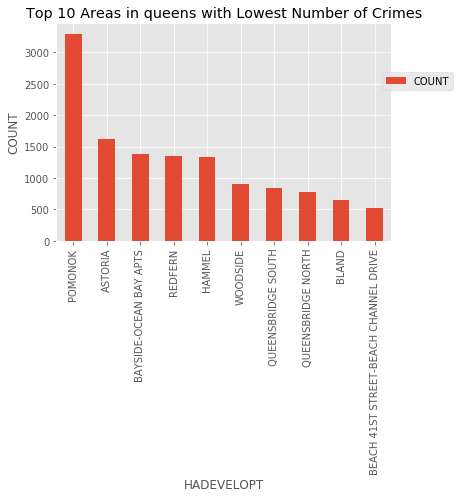 Top 10 Areas in queens with Lowest Number of Crimes
COUNT
3000
2500
2000
1500
1000
500
0
COUNT
POMONOK
ASTORIA
BAYSIDE-OCEAN BAY APTS
REDFERN
HAMMEL
WOODSIDE
QUEENSBRIDGE SOUTH
QUEENSBRIDGE NORTH
BLAND
BEACH 41ST STREET-BEACH CHANNEL DRIVE
HADEVELOPT